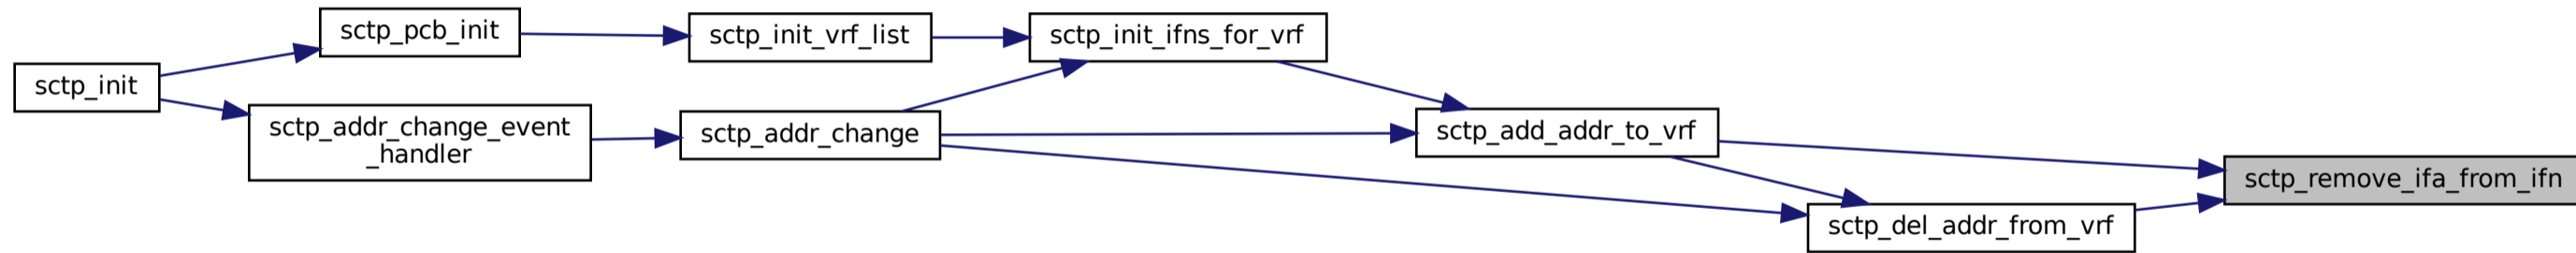 sctp_init
sctp_pcb_init
sctp_addr_change_event
_handler
sctp_init_vrf_list
sctp_addr_change
sctp_init_ifns_for_vrf
sctp_add_addr_to_vrf
sctp_del_addr_from_vrf
sctp_remove_ifa_from_ifn